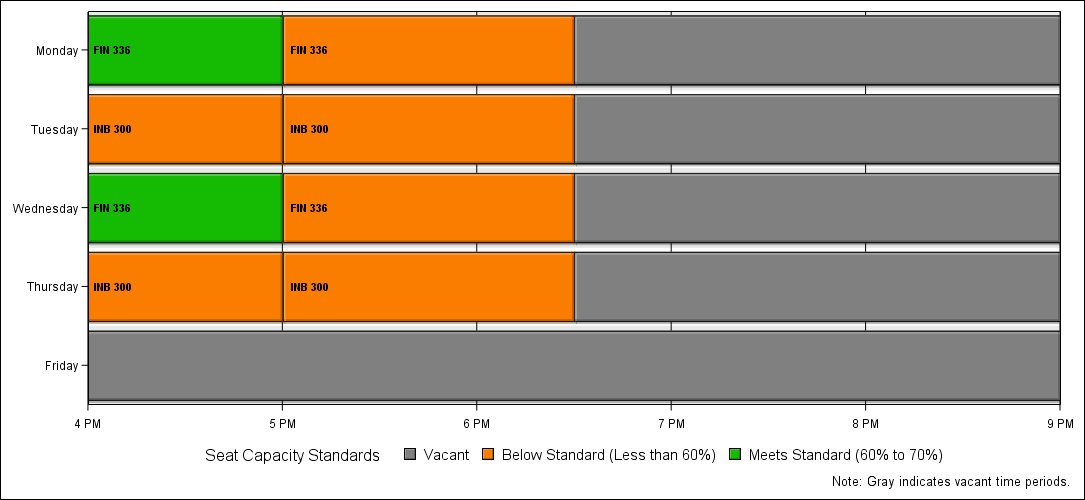 Monday FIN 336 FIN 336
Tuesday INB 300 INB 300
Wednesday FIN 336 FIN 336
Thursday INB 300 INB 300
Friday
4 PM 5 PM 6 PM 7 PM 8 PM 9 PM
Seat Capacity Standards Vacant Below Standard (Less than 60%) Meets Standard (60% to 70%)
Note: Gray indicates vacant time periods.